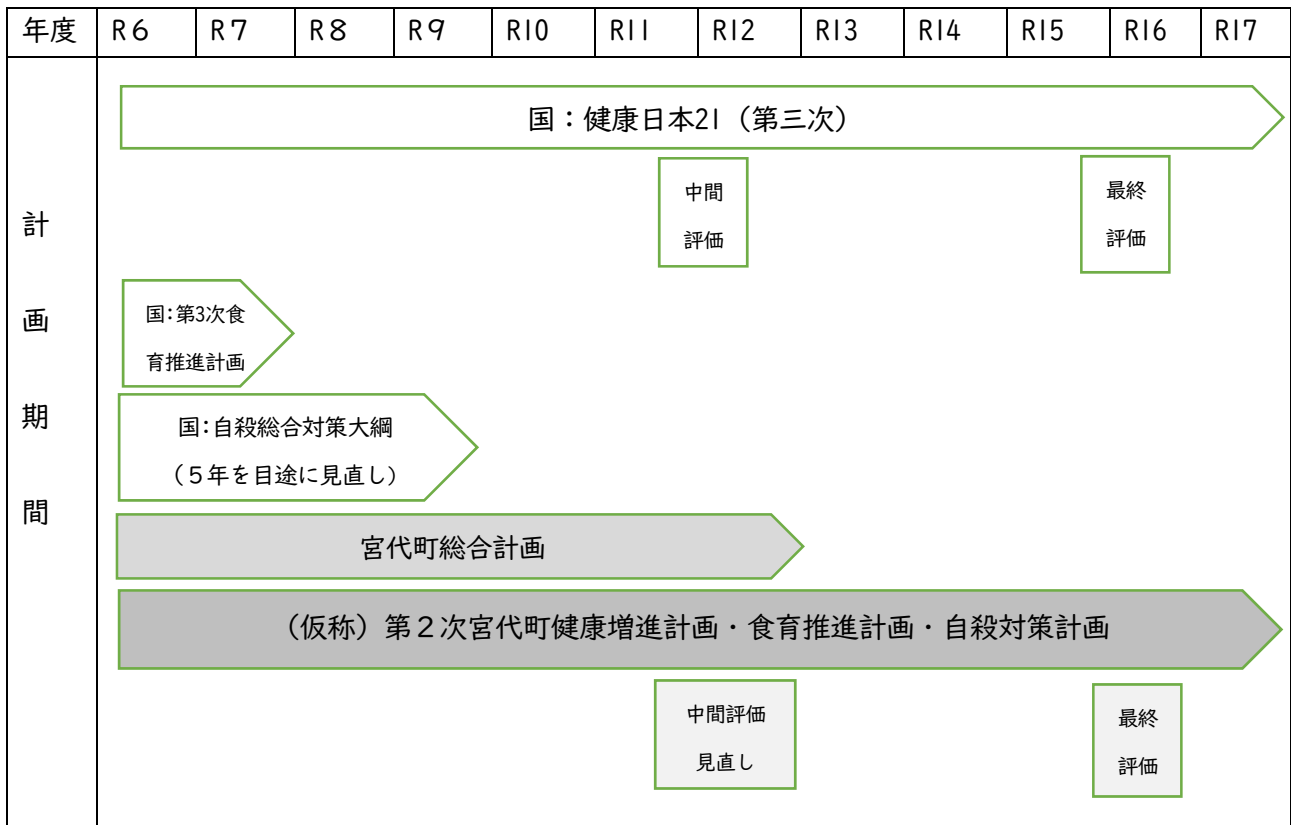 年度 R6 R7 R8 R9 R10 R11 R12 R13 R14 R15 R16 R17
計画期間
国：健康日本21（第三次）
中間
評価
最終
評価
国：第3次食
育推進計画
国：自殺総合対策大綱
（５年を目途に見直し）
宮代町総合計画
（仮称）第２次宮代町健康増進計画・食育推進計画・自殺対策計画
中間評価
見直し
最終
評価